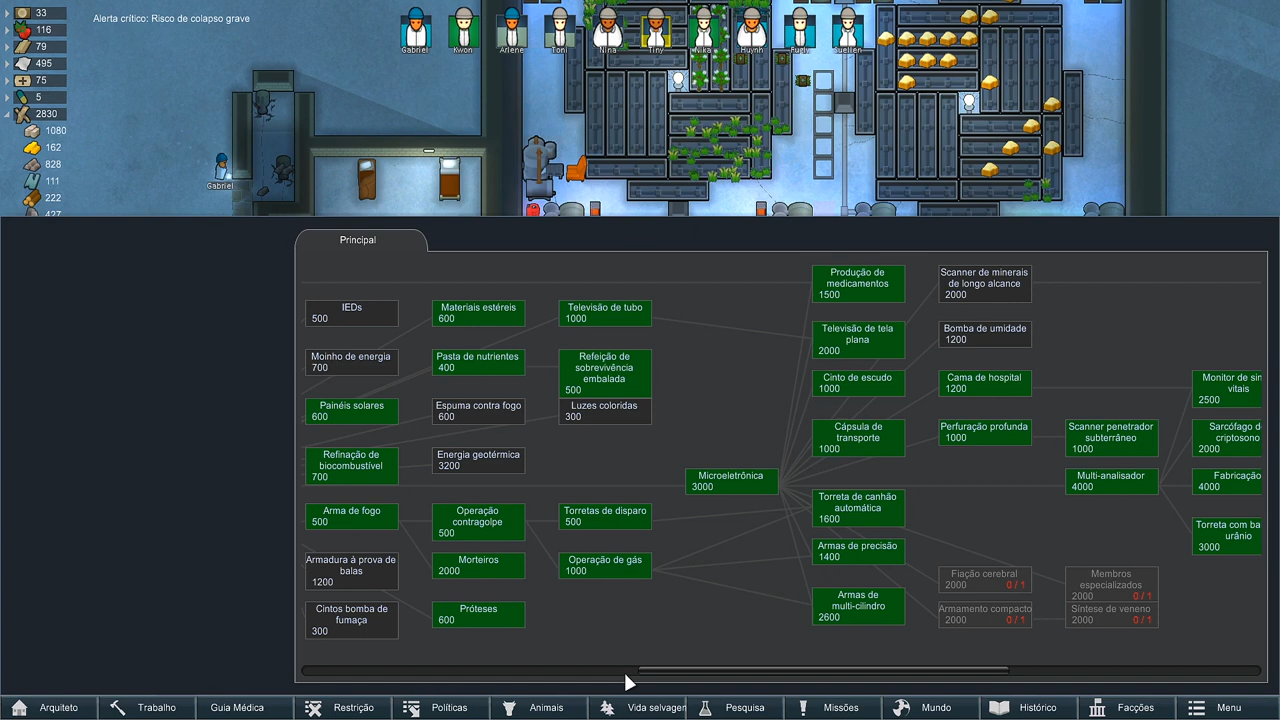 33
Alerta crítico: Risco de colapso grave
116
79
495
75
5
2830
1080
162
828
111
222
427
Gabriel
Kwon
Arlene
Toni
Nina
Tiny
Nika
Huynh
Fugly
Suellen
Gabriel
Principal
IEDs
500
Moinho de energia
700
Painéis solares
600
Refinação de
biocombustível
700
Arma de fogo
500
Armadura à prova de
balas
1200
Cintos bomba de
fumaça
300
Materiais estéreis
600
Pasta de nutrientes
400
Espuma contra fogo
600
Energia geotérmica
3200
Operação
contragolpe
500
Morteiros
2000
Próteses
600
Televisão de tubo
1000
Refeição de
sobrevivência
embalada
500
Luzes coloridas
300
Torretas de disparo
500
Operação de gás
1000
Microeletrônica
3000
Produção de
medicamentos
1500
Televisão de tela
plana
2000
Cinto de escudo
1000
Cápsula de
transporte
1000
Torreta de canhão
automática
1600
Armas de precisão
1400
Armas de
multi-cilindro
2600
Scanner de minerais
de longo alcance
2000
Bomba de umidade
1200
Cama de hospital
1200
Perfuração profunda
1000
Fiação cerebral
2000 0 / 1
Armamento compacto
2000 0 / 1
Scanner penetrador
subterrâneo
1000
Multi-analisador
4000
Membros
especializados
2000 0 / 1
Síntese de veneno
2000 0 / 1
Monitor de sin
vitais
2500
Sarcófago d
criptosono
2000
Fabricação
4000
Torreta com ba
urânio
3000
Arquiteto
Trabalho
Guia Médica
Restrição
Políticas
Animais
Vida selvagem
Pesquisa
Missões
Mundo
Histórico
Facções
Menu